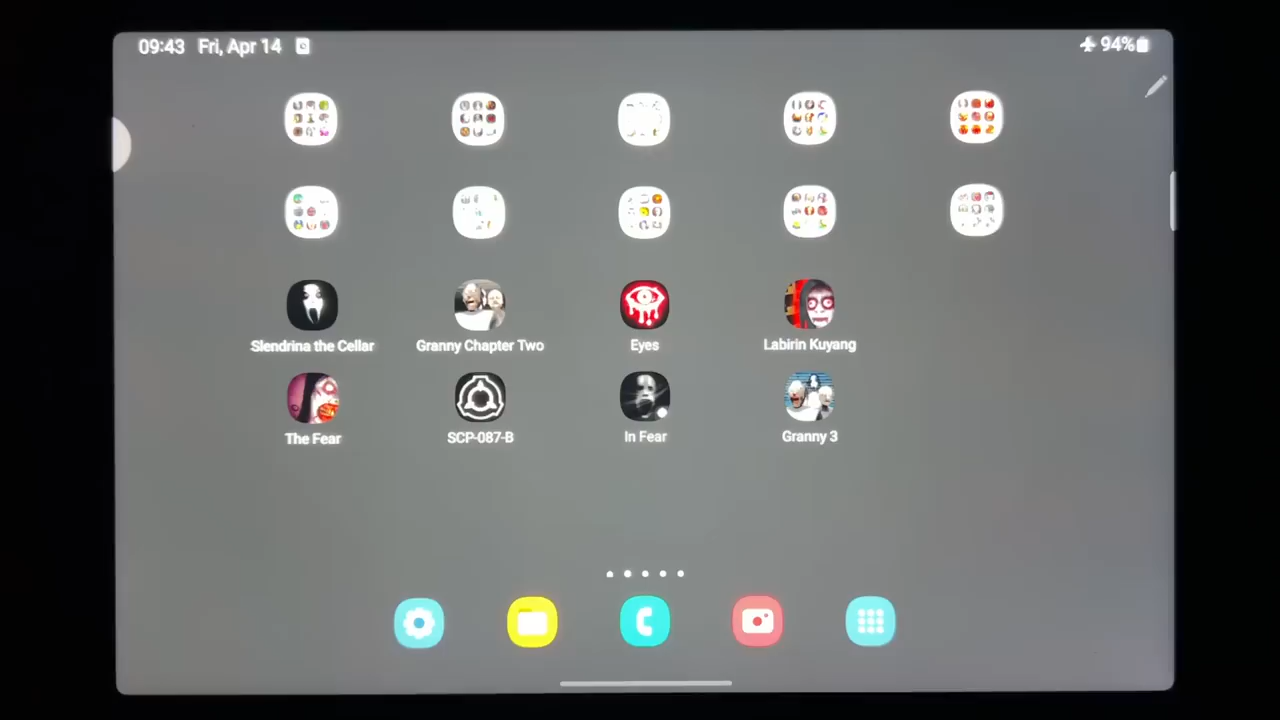 09:43 Fri, Apr 14 94%
Slendrina the Cellar Granny Chapter Two Eyes Labirin Kuyang
The Fear SCP-087-B In Fear Granny 3